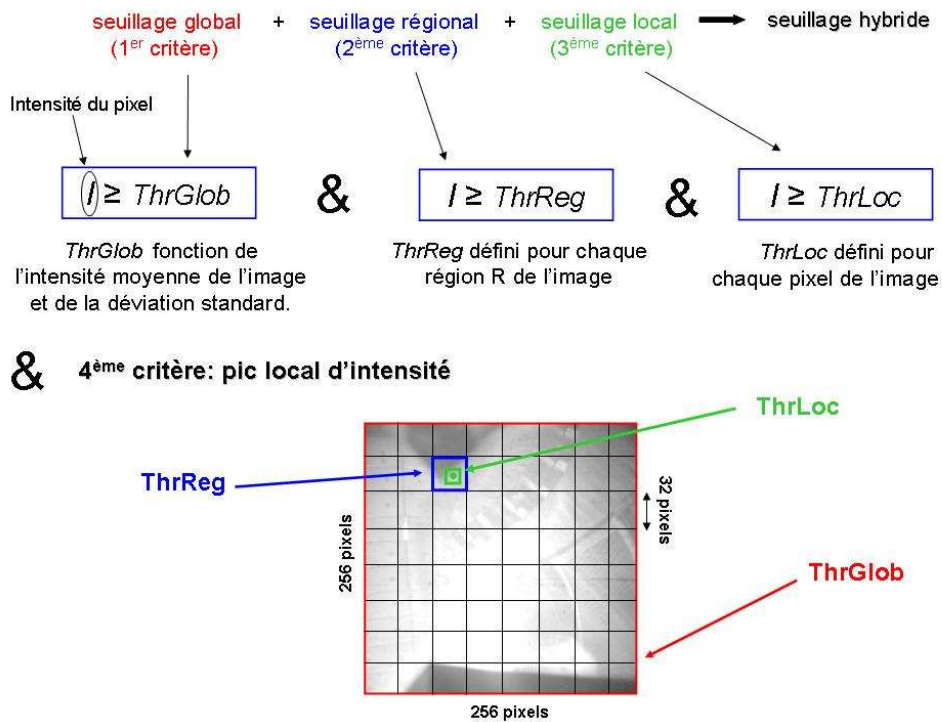 seuillage global + seuillage régional + seuillage local seuillage hybride
(1er critère) (2ème critère) (3ème critère)
Intensité du pixel
I ≥ ThrGlob & I ≥ ThrReg & I ≥ ThrLoc
ThrGlob fonction de
l'intensité moyenne de l'image
et de la déviation standard.
ThrReg défini pour chaque
région R de l'image
ThrLoc défini pour
chaque pixel de l'image
& 4ème critère: pic local d'intensité
ThrLoc
ThrReg
32 pixels
256 pixels
ThrGlob
256 pixels